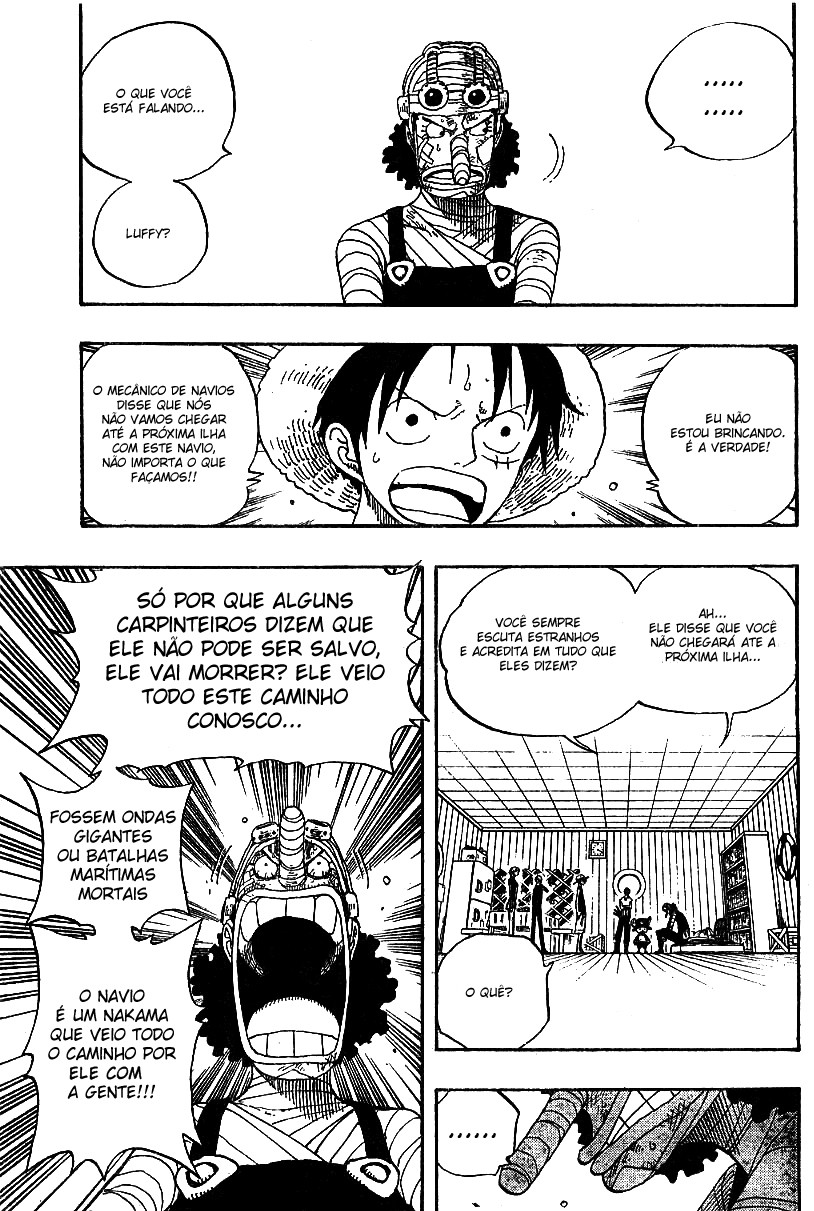 .....
.....
O QUE VOCÊ
ESTÁ FALANDO...
LUFFY?
EU NÃO
ESTOU BRINCANDO.
É A VERDADE!
O MECÂNICO DE NAVIOS
DISSE QUE NÓS
NÃO VAMOS CHEGAR
ATÉ A PRÓXIMA ILHA
COM ESTE NAVIO,
NÃO IMPORTA O QUE
FAÇAMOS!!
AH...
ELE DISSE QUE VOCÊ
NÃO CHEGARÁ ATE A
PRÓXIMA ILHA...
VOCÊ SEMPRE
ESCUTA ESTRANHOS
E ACREDITA EM TUDO QUE
ELES DIZEM?
O QUÊ?
......
SÓ POR QUE ALGUNS
CARPINTEIROS DIZEM QUE
ELE NÃO PODE SER SALVO,
ELE VAI MORRER? ELE VEIO
TODO ESTE CAMINHO
CONOSCO...
FOSSEM ONDAS
GIGANTES
OU BATALHAS
MARÍTIMAS
MORTAIS
O NAVIO
É UM NAKAMA
QUE VEIO TODO
O CAMINHO POR
ELE COM
A GENTE!!!